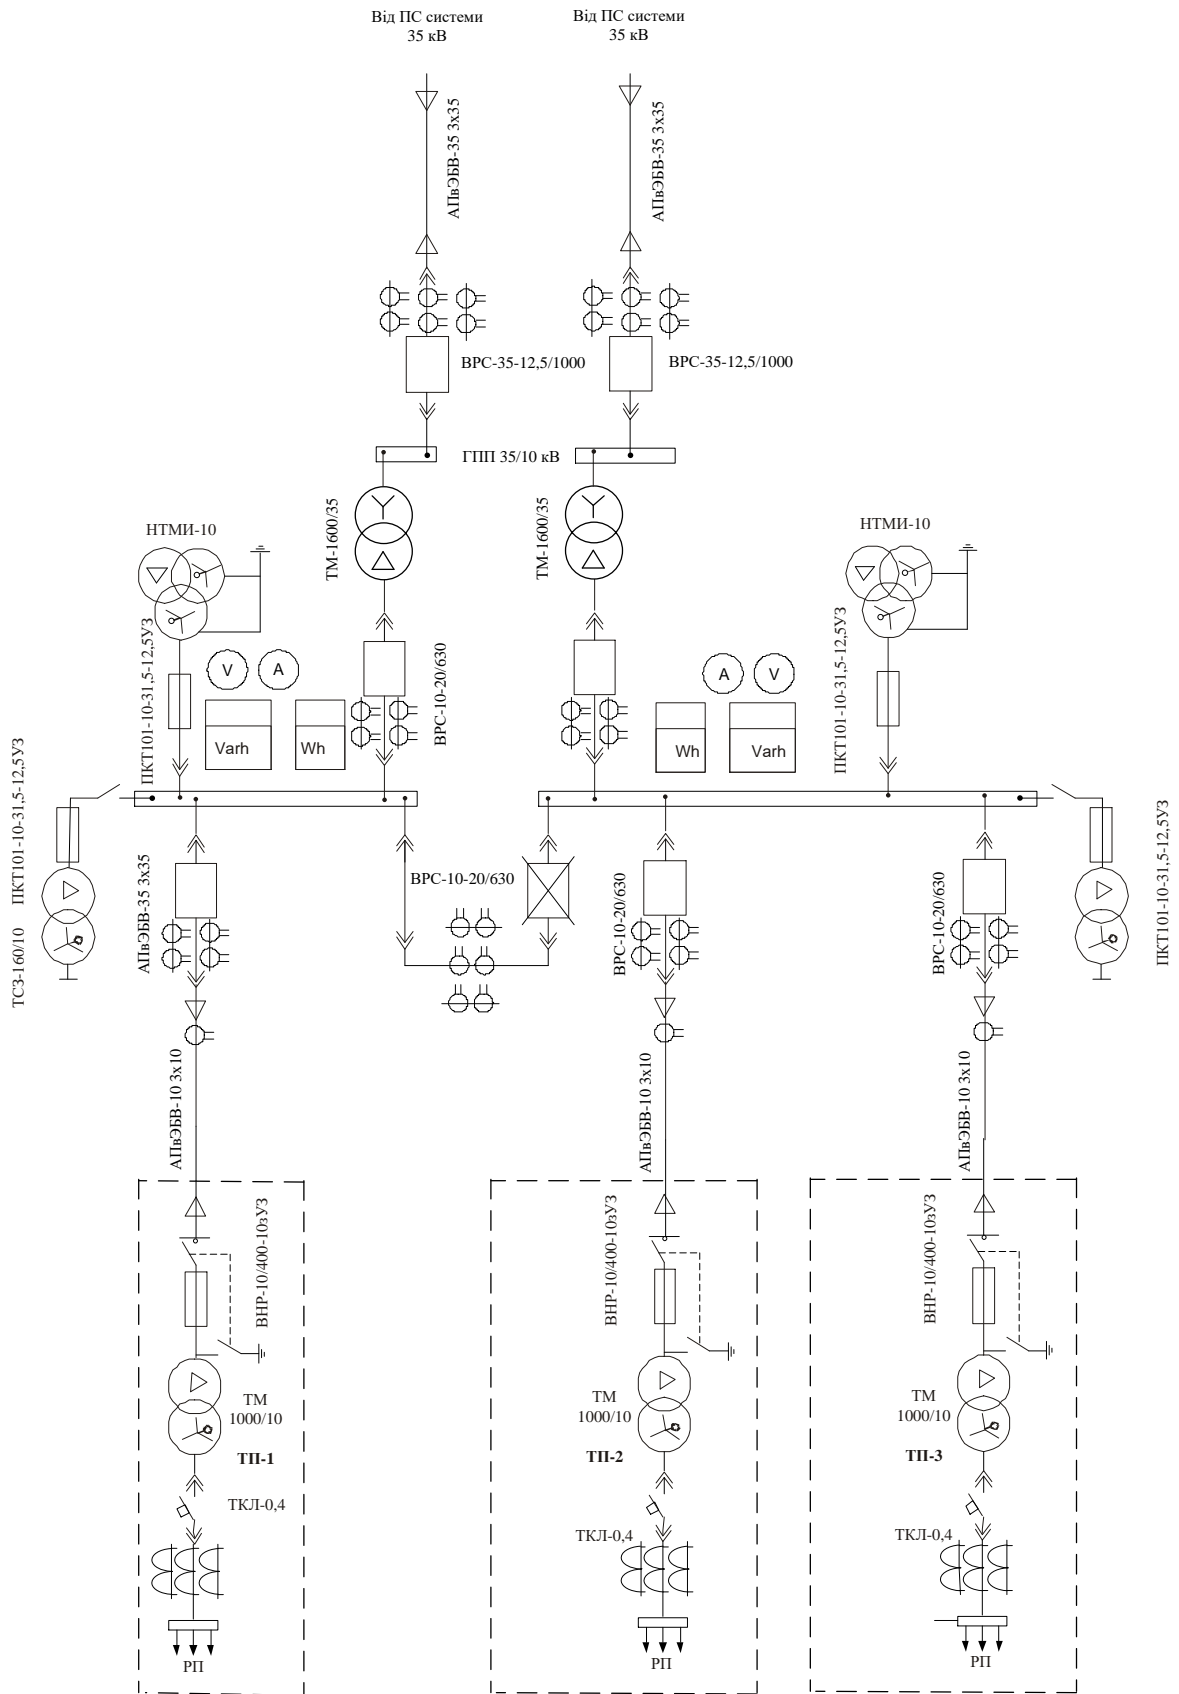 Від ПС системи
35 кВ
Від ПС системи
35 кВ
АПвЭБВ-35 3х35
АПвЭБВ-35 3х35
ВРС-35-12,5/1000
ВРС-35-12,5/1000
ГПП 35/10 кВ
ТМ-1600/35
ТМ-1600/35
НТМИ-10
НТМИ-10
ПКТ101-10-31,5-12,5УЗ
V
A
Varh
Wh
ВРС-10-20/630
A
V
Wh
Varh
ПКТ101-10-31,5-12,5УЗ
ТСЗ-160/10
ПКТ101-10-31,5-12,5УЗ
АПвЭБВ-35 3х35
ВРС-10-20/630
ВРС-10-20/630
ВРС-10-20/630
ПКТ101-10-31,5-12,5УЗ
АПвЭБВ-10 3х10
АПвЭБВ-10 3х10
АПвЭБВ-10 3х10
ВНР-10/400-10зУЗ
ВНР-10/400-10зУЗ
ВНР-10/400-10зУЗ
ТМ
1000/10
ТП-1
ТМ
1000/10
ТП-2
ТМ
1000/10
ТП-3
ТКЛ-0,4
ТКЛ-0,4
ТКЛ-0,4
РП
РП
РП